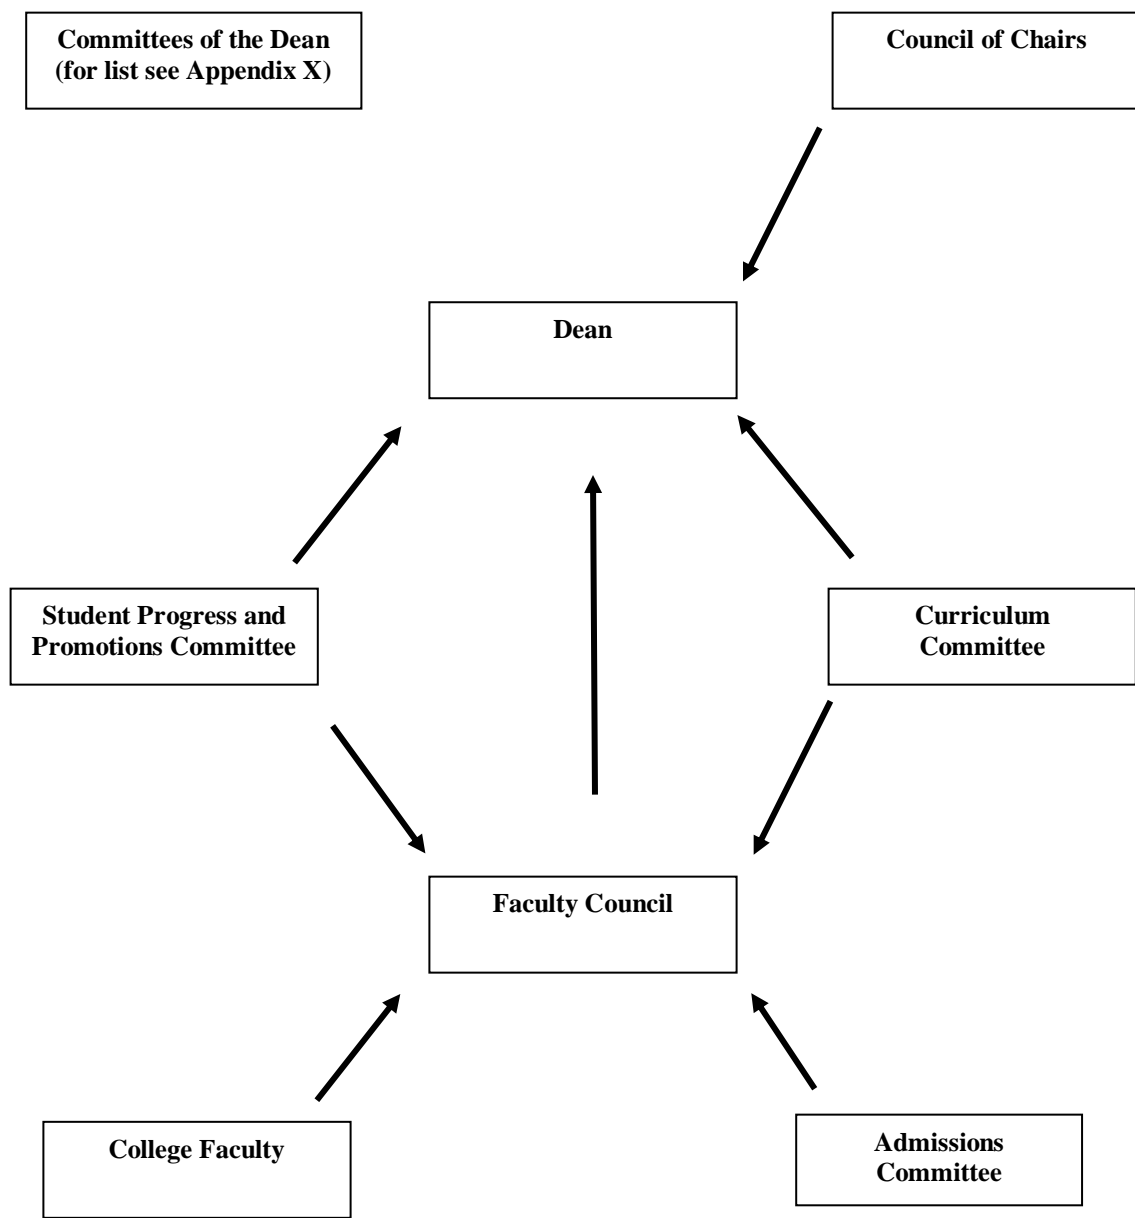 Committees of the Dean
(for list see Appendix X)
Council of Chairs
Dean
Student Progress and
Promotions Committee
Curriculum
Committee
Faculty Council
College Faculty
Admissions
Committee